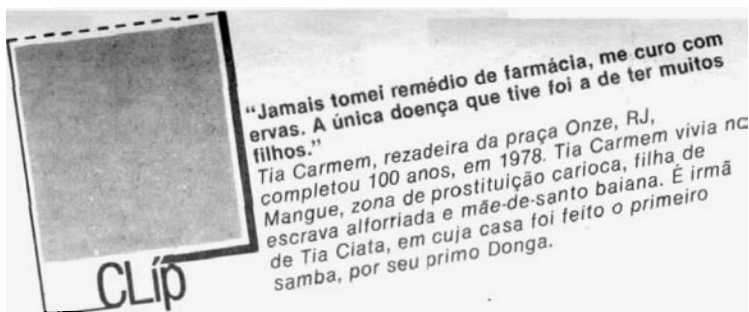 "Jamais tomei remédio de farmácia, me curo com
ervas. A única doença que tive foi a de ter muitos
filhos."
Tia Carmem, rezadeira da praça Onze, RJ,
completou 100 anos, em 1978. Tia Carmem vivia no
Mangue, zona de prostituição carioca, filha de
escrava alforriada e mãe-de-santo baiana. É irmã
de Tia Ciata, em cuja casa foi feito o primeiro
samba, por seu primo Donga.
CLíp